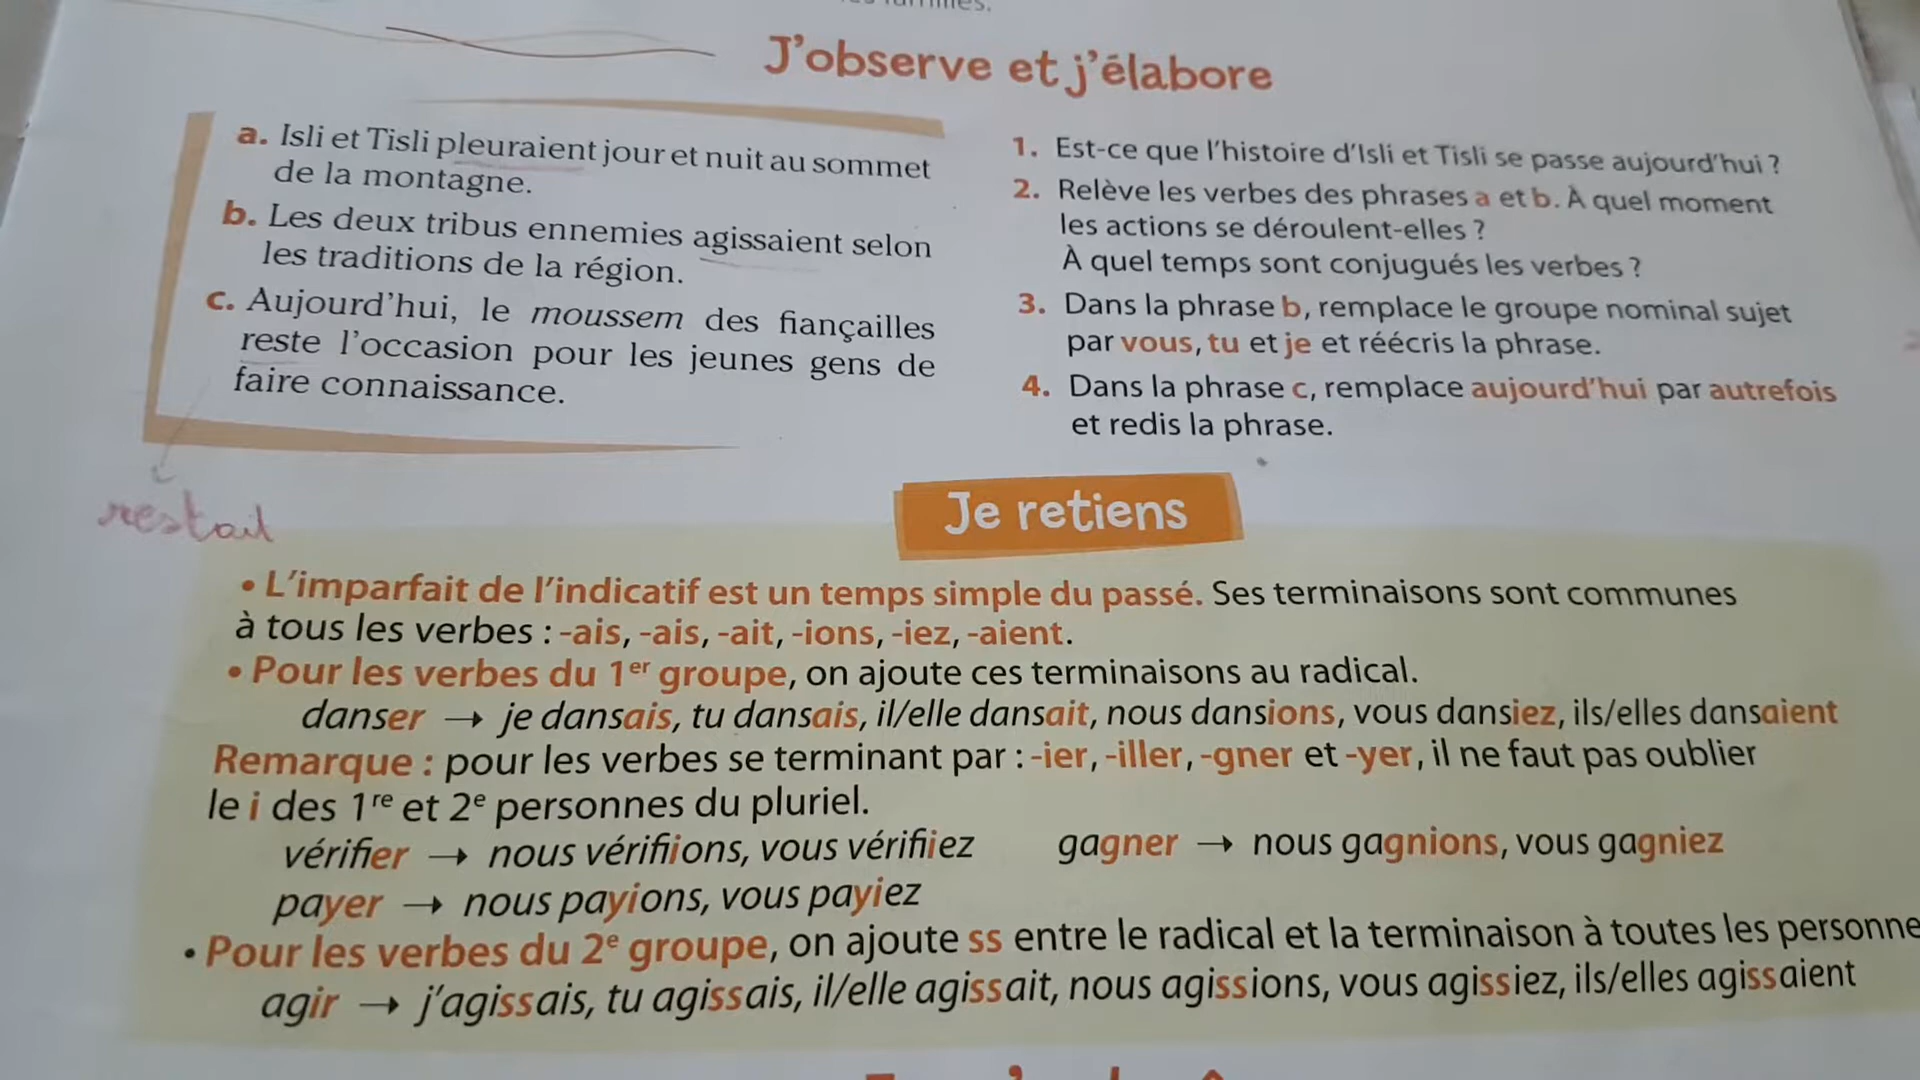 J'observe et j'élabore
a. Isli et Tisli pleuraient jour et nuit au sommet
de la montagne.
b. Les deux tribus ennemies agissaient selon
les traditions de la région.
c. Aujourd'hui, le moussem des fiançailles
reste l'occasion pour les jeunes gens de
faire connaissance.
restait
1. Est-ce que l'histoire d'Isli et Tisli se passe aujourd'hui ?
2. Relève les verbes des phrases a et b. À quel moment
les actions se déroulent-elles ?
À quel temps sont conjugués les verbes ?
3. Dans la phrase b, remplace le groupe nominal sujet
par vous, tu et je et réécris la phrase.
4. Dans la phrase c, remplace aujourd'hui par autrefois
et redis la phrase.
Je retiens
• L'imparfait de l'indicatif est un temps simple du passé. Ses terminaisons sont communes
à tous les verbes : -ais, -ais, -ait, -ions, -iez, -aient.
• Pour les verbes du 1er groupe, on ajoute ces terminaisons au radical.
danser → je dansais, tu dansais, il/elle dansait, nous dansions, vous dansiez, ils/elles dansaient
Remarque : pour les verbes se terminant par : -ier, -iller, -gner et -yer, il ne faut pas oublier
le i des 1re et 2e personnes du pluriel.
vérifier → nous vérifiions, vous vérifiiez gagner → nous gagnions, vous gagniez
payer → nous payions, vous payiez
• Pour les verbes du 2e groupe, on ajoute ss entre le radical et la terminaison à toutes les personne
agir → j'agissais, tu agissais, il/elle agissait, nous agissions, vous agissiez, ils/elles agissaient